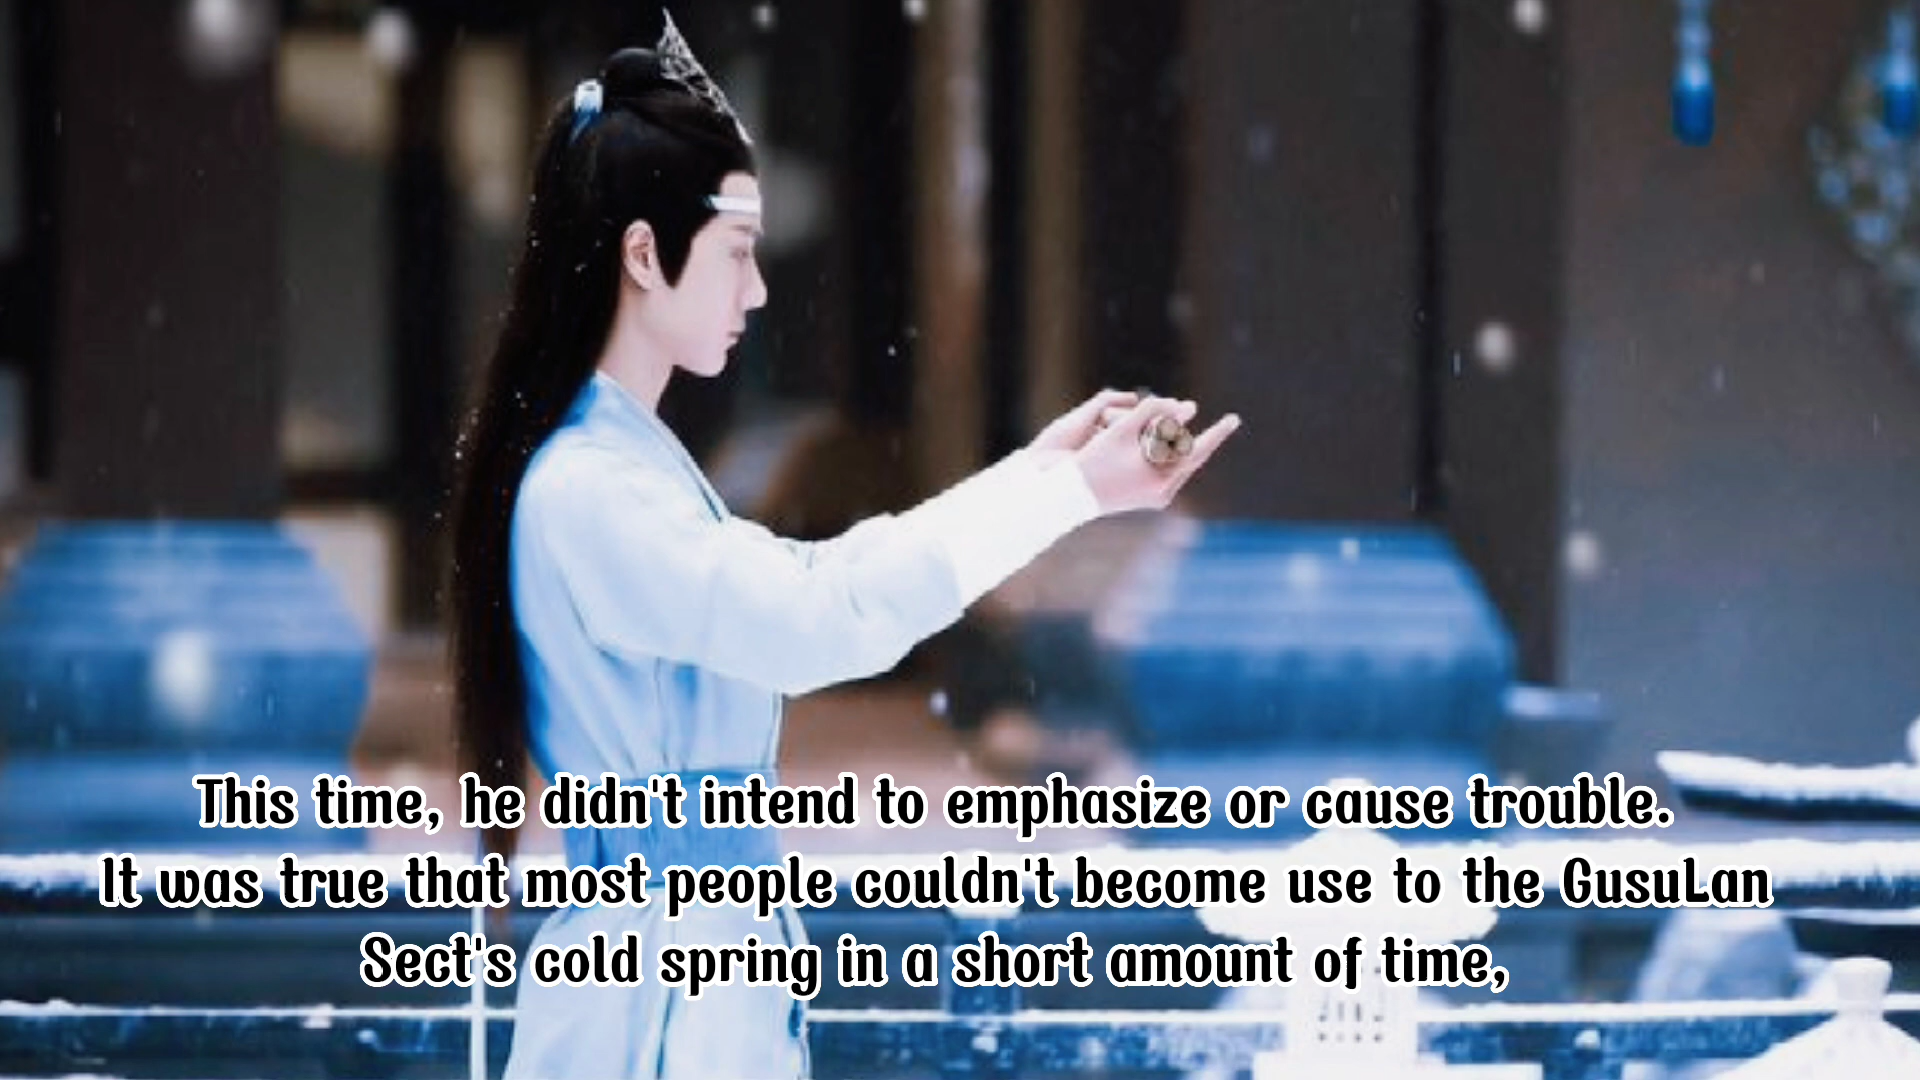 This time, he didn't intend to emphasize or cause trouble.
It was true that most people couldn't become use to the GusuLan
Sect's cold spring in a short amount of time,